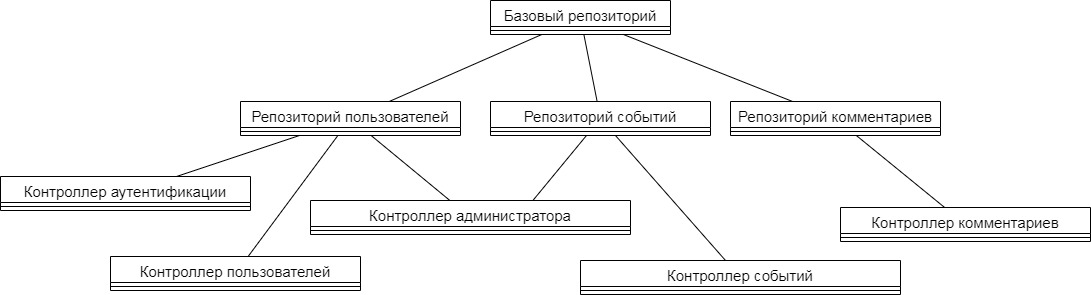 Базовый репозиторий
Репозиторий пользователей
Репозиторий событий
Репозиторий комментариев
Контроллер аутентификации
Контроллер администратора
Контроллер комментариев
Контроллер пользователей
Контроллер событий